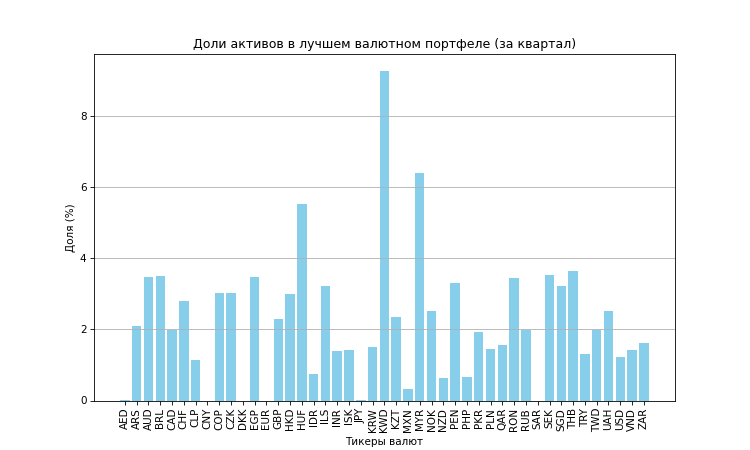 Доли активов в лучшем валютном портфеле (за квартал)
Доля (%)
8
6
4
2
0
AED ARS AUD BRL CAD CHF CLP CNY COP CZK DKK EGP EUR GBP HKD HUF IDR ILS INR ISK JPY KRW KWD KZT MXN MYR NOK NZD PEN PHP PKR PLN QAR RON RUB SAR SEK SGD THB TRY TWD UAH USD VND ZAR
Тикеры валют